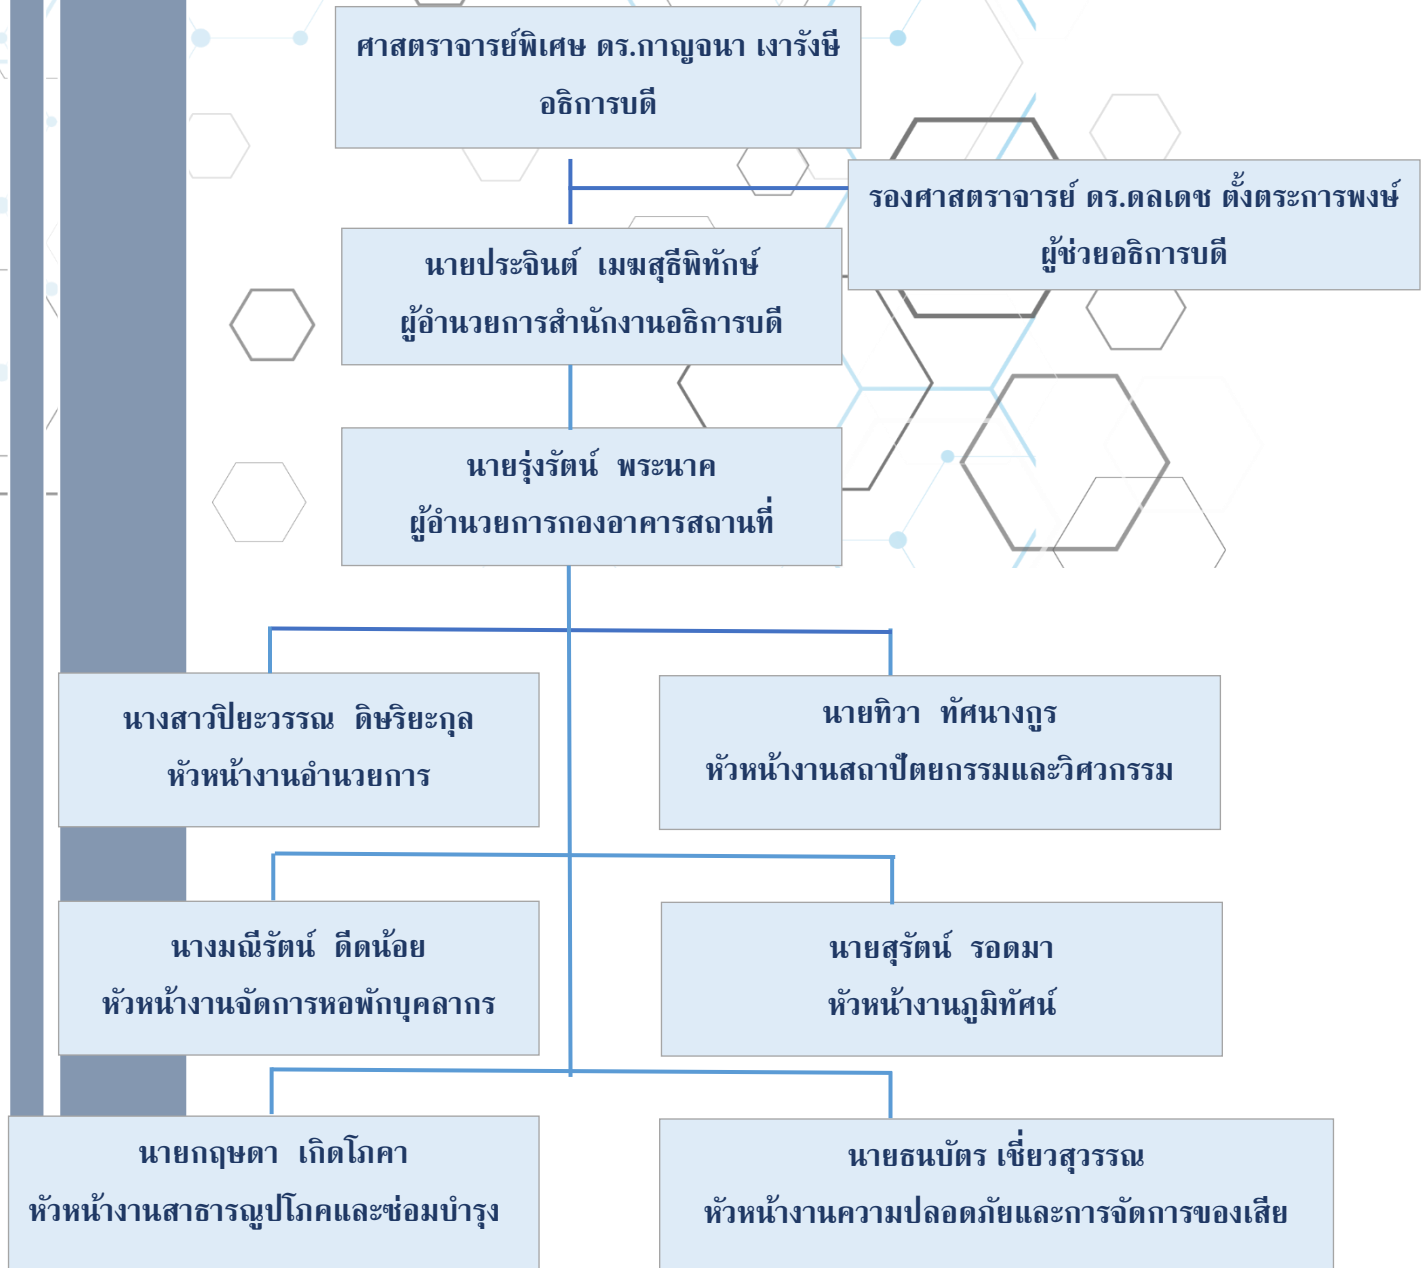 ศาสตราจารย์พิเศษ ดร.กาญจนา เงารังษี
อธิการบดี
รองศาสตราจารย์ ดร.ดลเดช ตั้งตระการพงษ์
ผู้ช่วยอธิการบดี
นายประจินต์ เมฆสุธีพิทักษ์
ผู้อำนวยการสำนักงานอธิการบดี
นายรุ่งรัตน์ พระนาค
ผู้อำนวยการกองอาคารสถานที่
นางสาวปิยะวรรณ ดิษริยะกุล
หัวหน้างานอำนวยการ
นายทิวา ทัศนางกูร
หัวหน้างานสถาปัตยกรรมและวิศวกรรม
นางมณีรัตน์ ดีดน้อย
หัวหน้างานจัดการหอพักบุคลากร
นายสุรัตน์ รอดมา
หัวหน้างานภูมิทัศน์
นายกฤษดา เกิดโภคา
หัวหน้างานสาธารณูปโภคและซ่อมบำรุง
นายธนบัตร เชี่ยวสุวรรณ
หัวหน้างานความปลอดภัยและการจัดการของเสีย